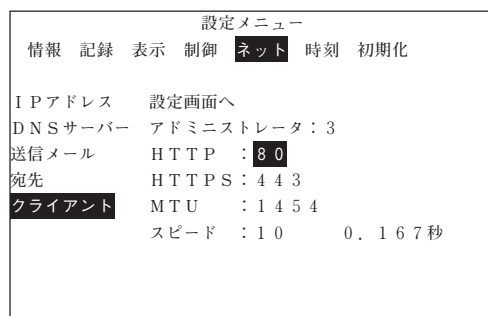 設定メニュー
情報 記録 表示 制御 ネット 時刻 初期化
IPアドレス 設定画面へ
DNSサーバー アドミニストレータ:3
送信メール HTTP :80
宛先 HTTPS:443
クライアント MTU :1454
スピード :10 0.167秒